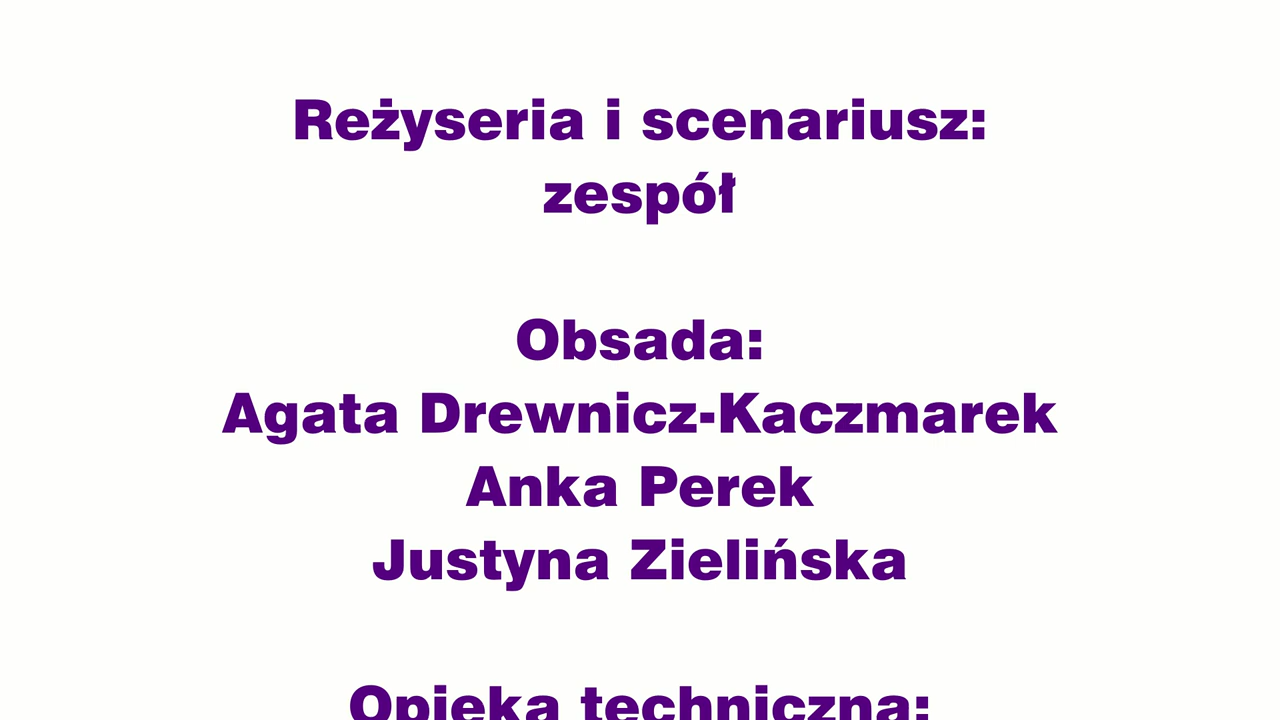 Reżyseria i scenariusz:
zespół
Obsada:
Agata Drewnicz-Kaczmarek
Anka Perek
Justyna Zielińska
Opieka techniczna: